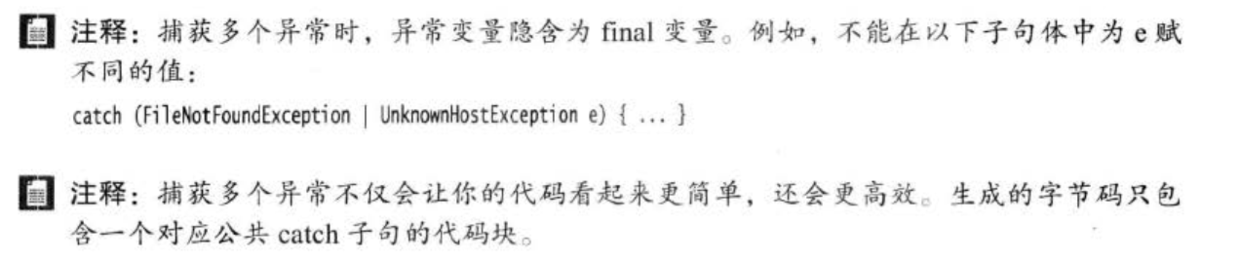 注释：捕获多个异常时，异常变量隐含为 final 变量。例如，不能在以下子句体中为 e 赋
不同的值：
catch (FileNotFoundException | UnknownHostException e) { ... }
注释：捕获多个异常不仅会让你的代码看起来更简单，还会更高效。生成的字节码只包
含一个对应公共 catch 子句的代码块。